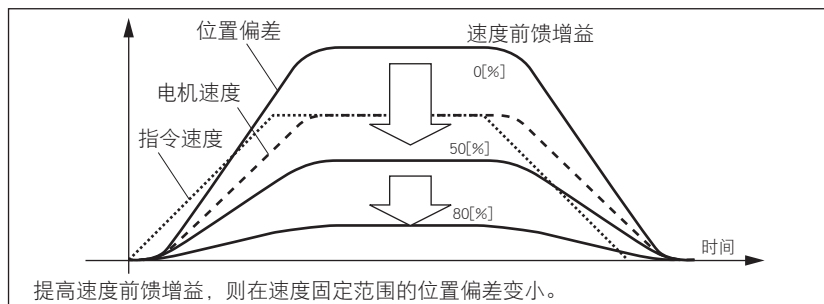 位置偏差
速度前馈增益
0[%]
电机速度
指令速度
50[%]
80[%]
时间
提高速度前馈增益，则在速度固定范围的位置偏差变小。